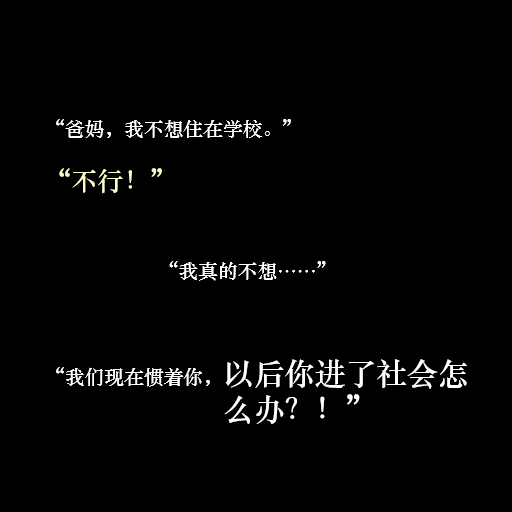 “爸妈，我不想住在学校。”
“不行！”
“我真的不想……”
“我们现在惯着你，以后你进了社会怎
么办？！”